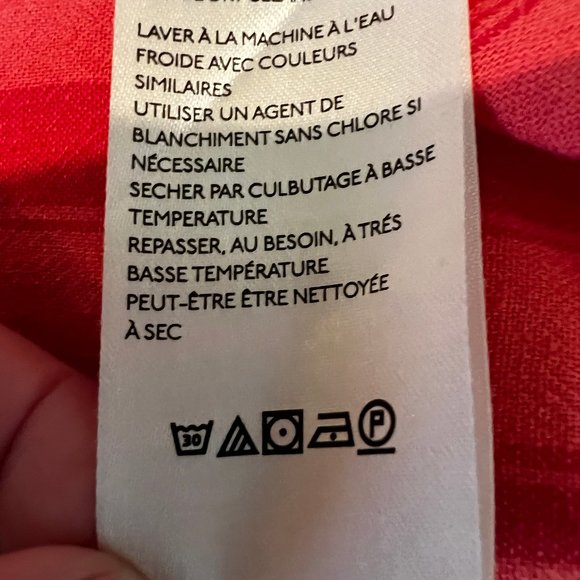 LAVER À LA MACHINE À L'EAU
FROIDE AVEC COULEURS
SIMILAIRES
UTILISER UN AGENT DE
BLANCHIMENT SANS CHLORE SI
NÉCESSAIRE
SECHER PAR CULBUTAGE À BASSE
TEMPERATURE
REPASSER, AU BESOIN, À TRÉS
BASSE TEMPÉRATURE
PEUT-ÊTRE ÊTRE NETTOYÉE
À SEC
30 P